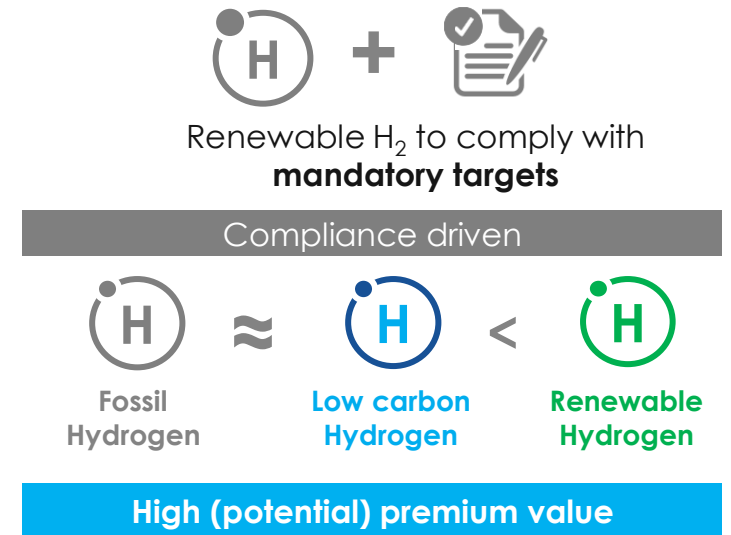 H +
Renewable H₂ to comply with
mandatory targets
Compliance driven
H ≈ H < H
Fossil Low carbon Renewable
Hydrogen Hydrogen Hydrogen
High (potential) premium value